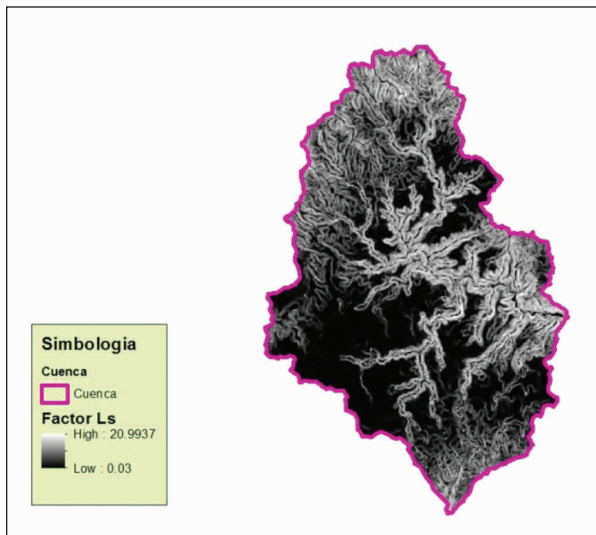 Simbologia
Cuenca
Cuenca
Factor Ls
High : 20.9937
Low : 0.03